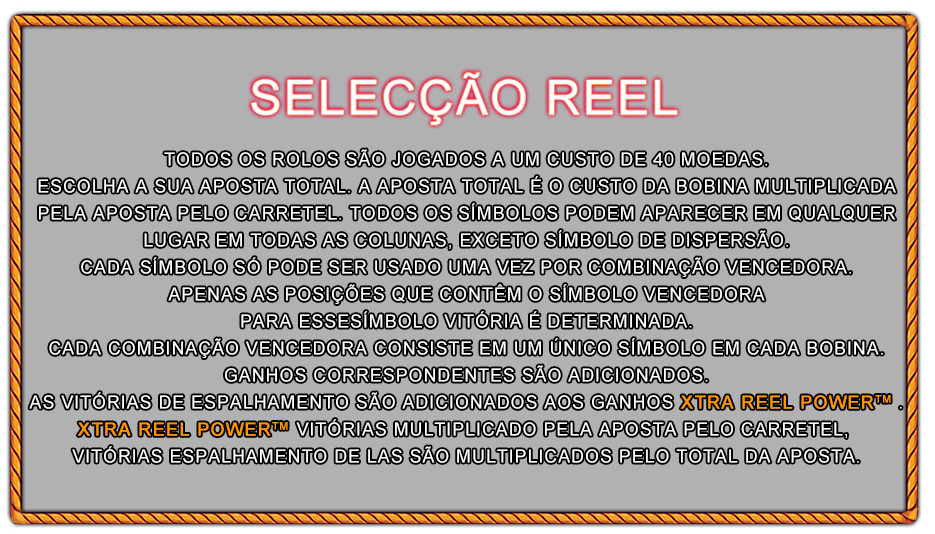 SELECÇÃO REEL
TODOS OS ROLOS SÃO JOGADOS A UM CUSTO DE 40 MOEDAS.
ESCOLHA A SUA APOSTA TOTAL. A APOSTA TOTAL É O CUSTO DA BOBINA MULTIPLICADA
PELA APOSTA PELO CARRETEL. TODOS OS SÍMBOLOS PODEM APARECER EM QUALQUER
LUGAR EM TODAS AS COLUNAS, EXCETO SÍMBOLO DE DISPERSÃO.
CADA SÍMBOLO SÓ PODE SER USADO UMA VEZ POR COMBINAÇÃO VENCEDORA.
APENAS AS POSIÇÕES QUE CONTÊM O SÍMBOLO VENCEDORA
PARA ESSESÍMBOLO VITÓRIA É DETERMINADA.
CADA COMBINAÇÃO VENCEDORA CONSISTE EM UM ÚNICO SÍMBOLO EM CADA BOBINA.
GANHOS CORRESPONDENTES SÃO ADICIONADOS.
AS VITÓRIAS DE ESPALHAMENTO SÃO ADICIONADOS AOS GANHOS XTRA REEL POWER™ .
XTRA REEL POWER™ VITÓRIAS MULTIPLICADO PELA APOSTA PELO CARRETEL,
VITÓRIAS ESPALHAMENTO DE LAS SÃO MULTIPLICADOS PELO TOTAL DA APOSTA.